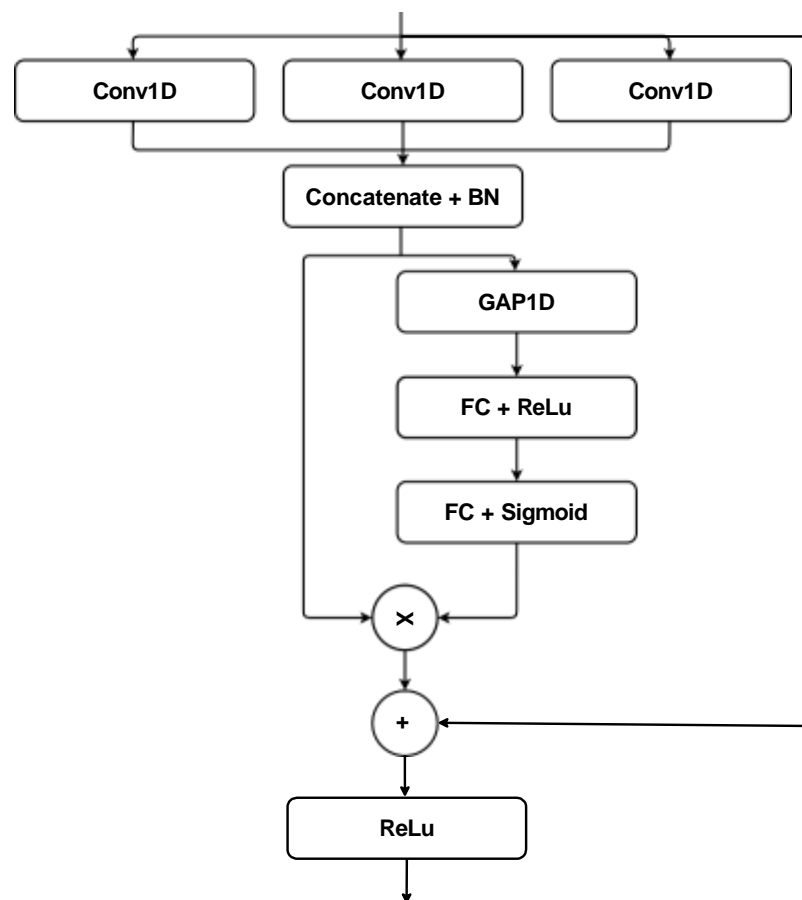 Conv1D
Conv1D
Conv1D
Concatenate + BN
GAP1D
FC + ReLu
FC + Sigmoid
×
+
ReLu